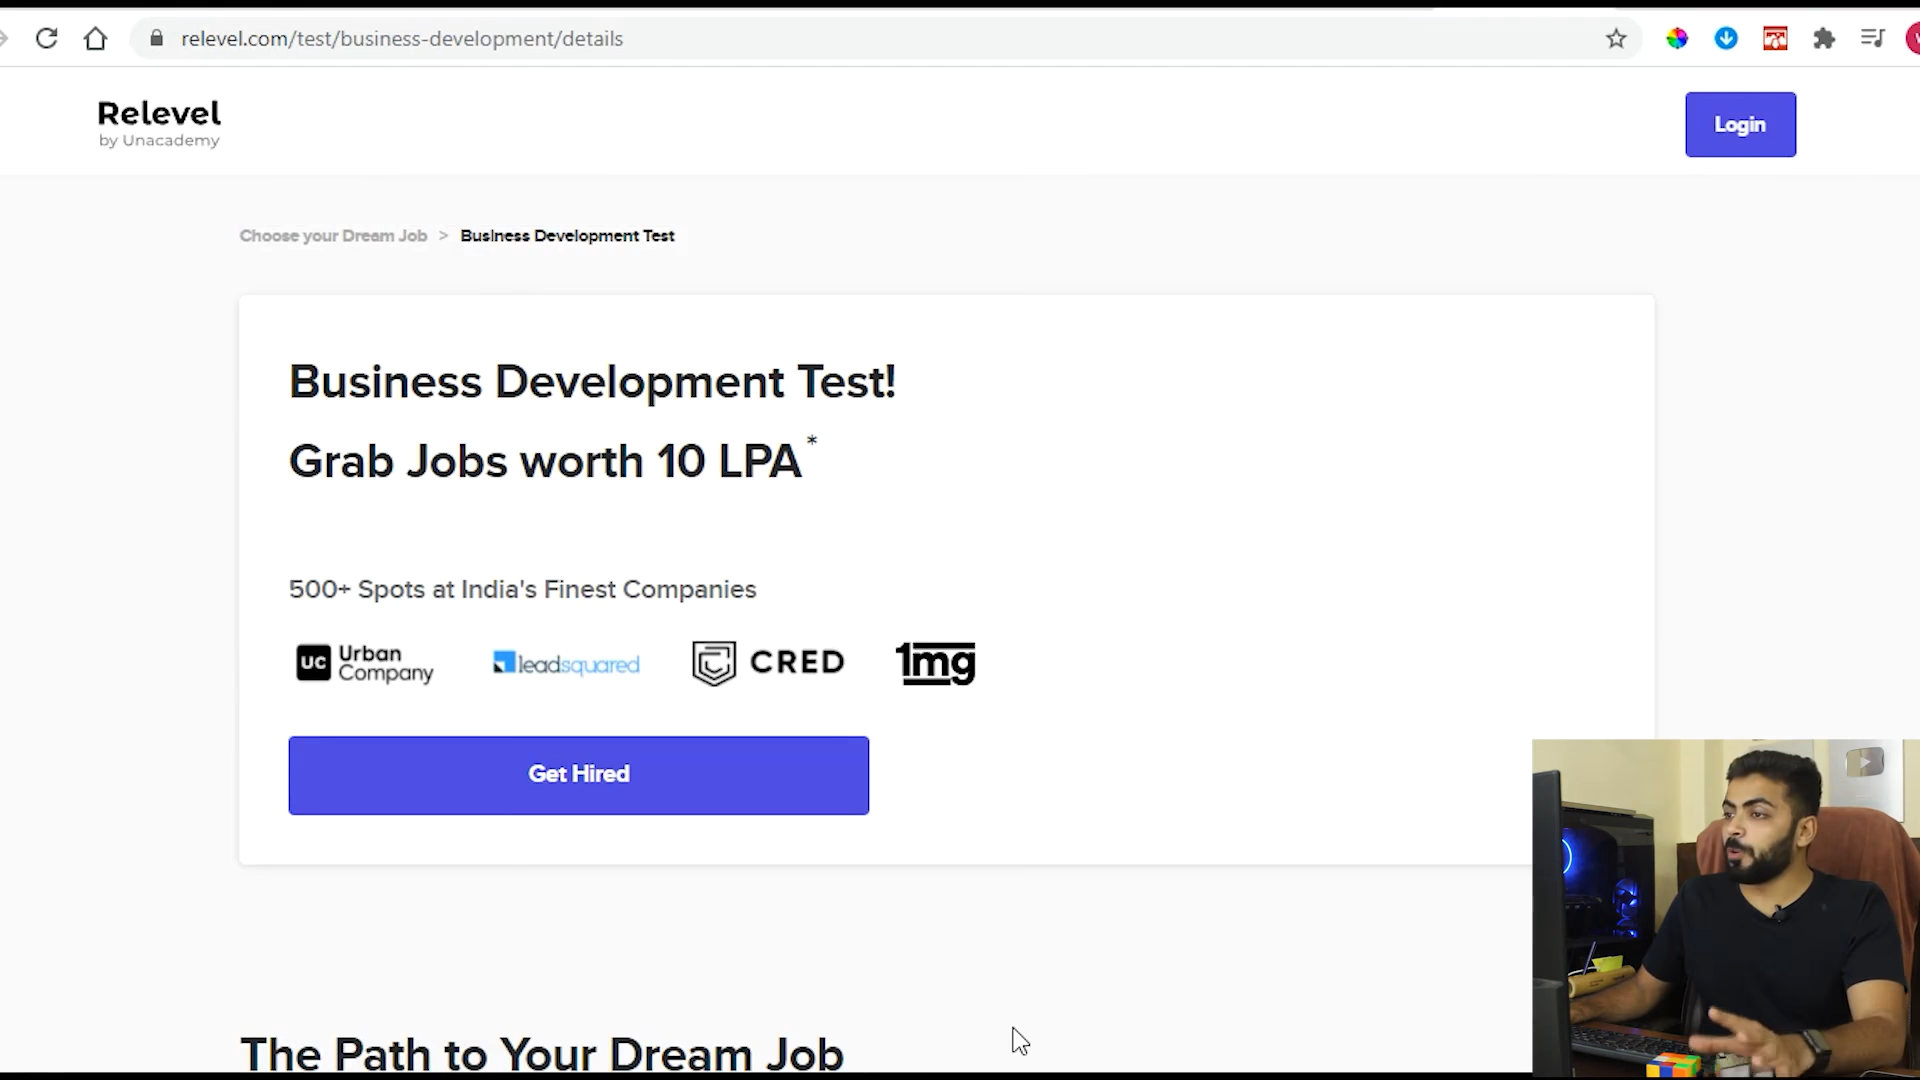 relevel.com/test/business-development/details
Relevel
by Unacademy
Login
Choose your Dream Job > Business Development Test
Business Development Test!
Grab Jobs worth 10 LPA*
500+ Spots at India's Finest Companies
UC Urban Company
leadsquared
CRED
1mg
Get Hired
The Path to Your Dream Job